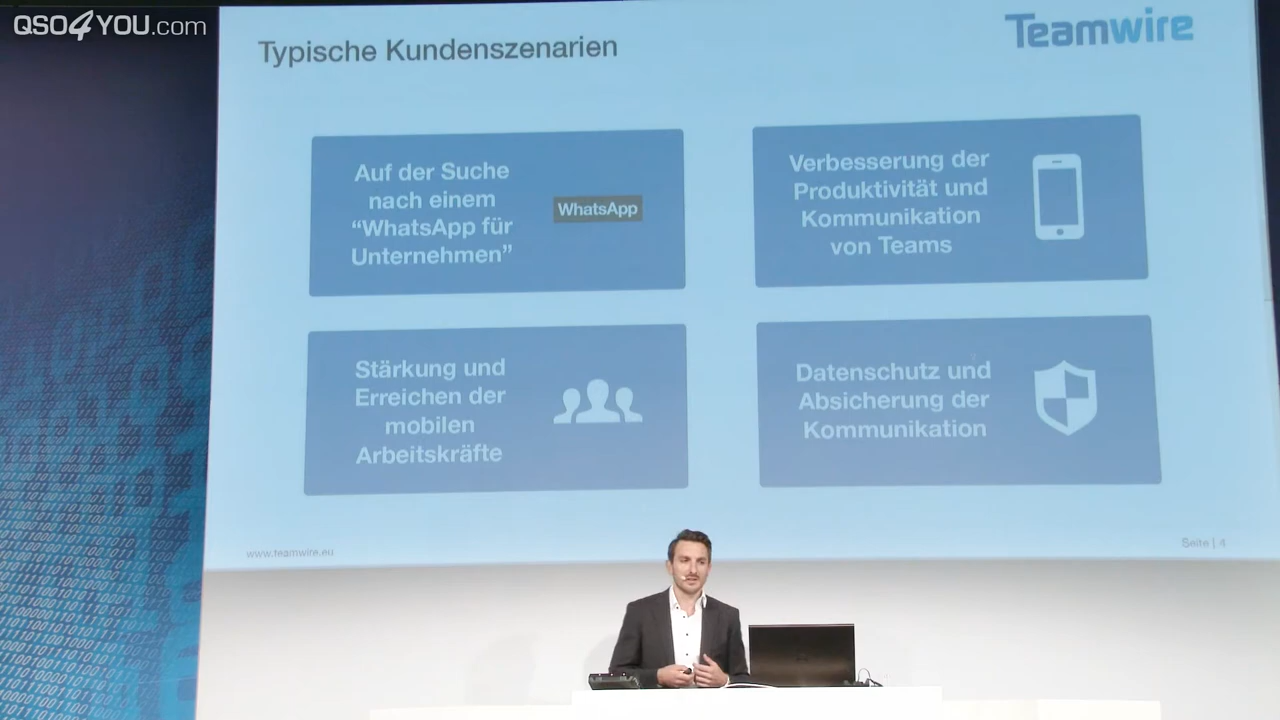 QSO4YOU.com
Typische Kundenszenarien
Teamwire
Auf der Suche
nach einem
“WhatsApp für
Unternehmen”
WhatsApp
Verbesserung der
Produktivität und
Kommunikation
von Teams
Stärkung und
Erreichen der
mobilen
Arbeitskräfte
Datenschutz und
Absicherung der
Kommunikation
www.teamwire.eu
Seite | 4